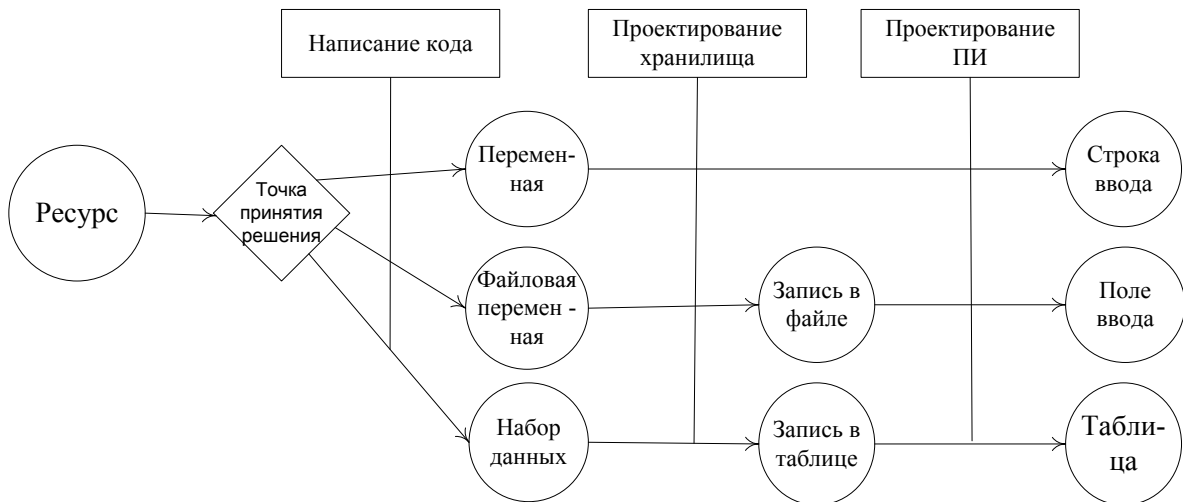 Написание кода
Проектирование
хранилища
Проектирование
ПИ
Ресурс
Точка
принятия
решения
Перемен-
ная
Строка
ввода
Файловая
перемен -
ная
Запись в
файле
Поле
ввода
Набор
данных
Запись в
таблице
Табли-
ца